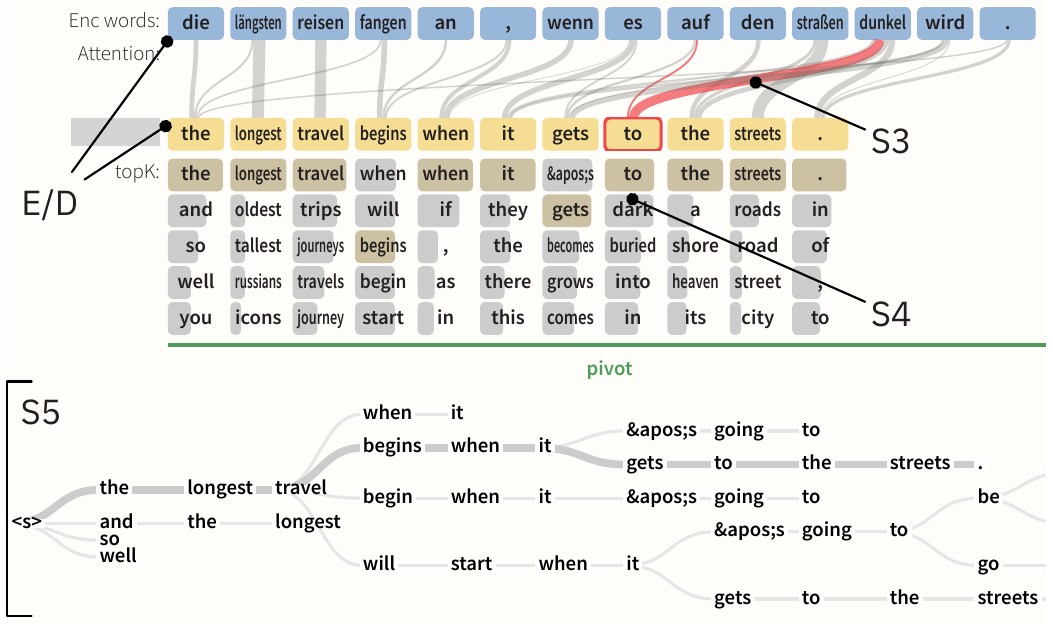 Enc words: die längsten reisen fangen an , wenn es auf den straßen dunkel wird .
Attention:
the longest travel begins when it gets to the streets .
S3
topK: the longest travel when when it &apos;s to the streets .
E/D
and oldest trips will if they gets dark a roads in
so tallest journeys begins , the becomes buried shore road of
well russians travels begin as there grows into heaven street ,
S4
you icons journey start in this comes in its city to
pivot
S5
when it
&apos;s going to
begins when it
gets to the streets .
the longest travel
begin when it &apos;s going to be
<s> and the longest
so
&apos;s going to
well
will start when it go
gets to the streets